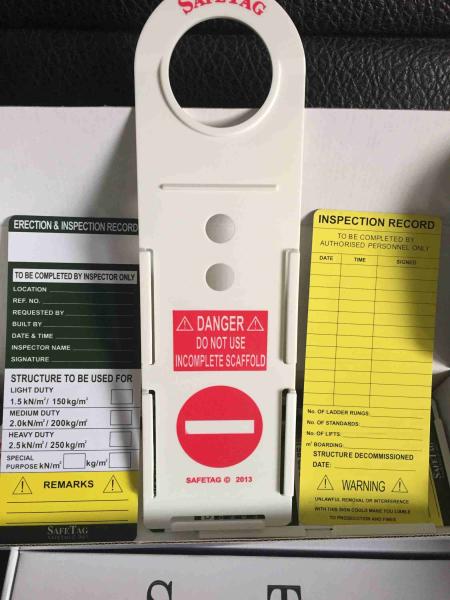 SAFETAG
DANGER
DO NOT USE
INCOMPLETE SCAFFOLD
SAFETAG © 2013
ERECTION & INSPECTION RECORD
TO BE COMPLETED BY INSPECTOR ONLY
LOCATION
REF. NO.
REQUESTED BY
BUILT BY
DATE & TIME
INSPECTOR NAME
SIGNATURE
STRUCTURE TO BE USED FOR
LIGHT DUTY
1.5 kN/m²/ 150kg/m²
MEDIUM DUTY
2.0kN/m²/ 200kg/m²
HEAVY DUTY
2.5kN/m²/ 250kg/m²
SPECIAL
PURPOSE kN/m² kg/m²
REMARKS
SAFETAG
INSPECTION RECORD
TO BE COMPLETED BY
AUTHORISED PERSONNEL ONLY
DATE TIME SIGNED
No. OF LADDER RUNGS:
No. OF STANDARDS:
No. OF LIFTS:
m² BOARDING:
STRUCTURE DECOMMISSIONED
DATE:
WARNING
UNLAWFUL REMOVAL OR INTERFERENCE
WITH THIS SIGN COULD MAKE YOU LIABLE
TO PROSECUTION AND FINES
S T